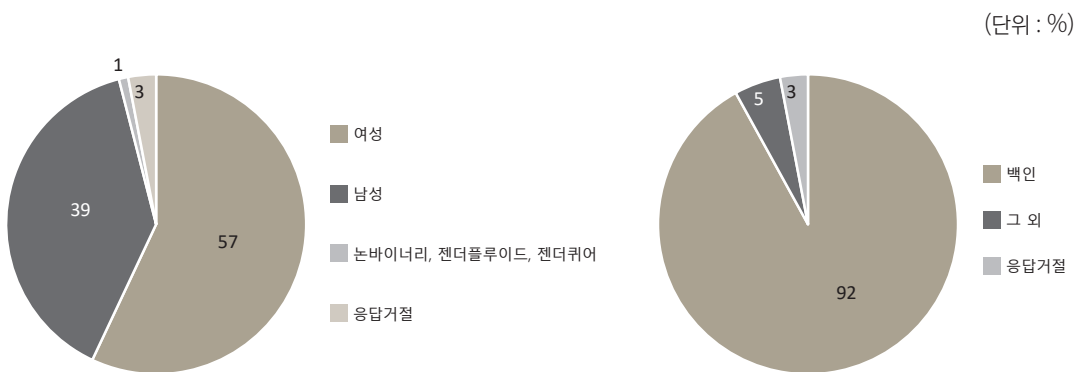 (단위 : %)
1
3
39
57
여성
남성
논바이너리, 젠더플루이드, 젠더퀴어
응답거절
5
3
92
백인
그 외
응답거절